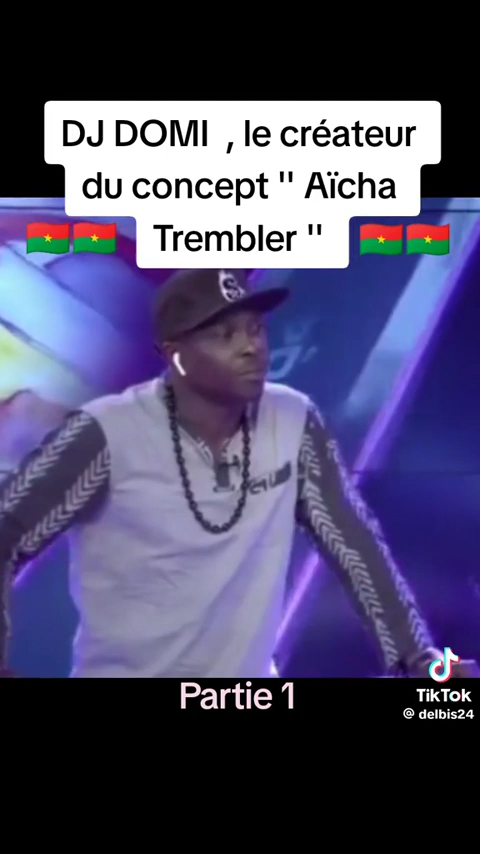 DJ DOMI , le créateur
du concept " Aïcha
Trembler "
Partie 1
TikTok
@ delbis24